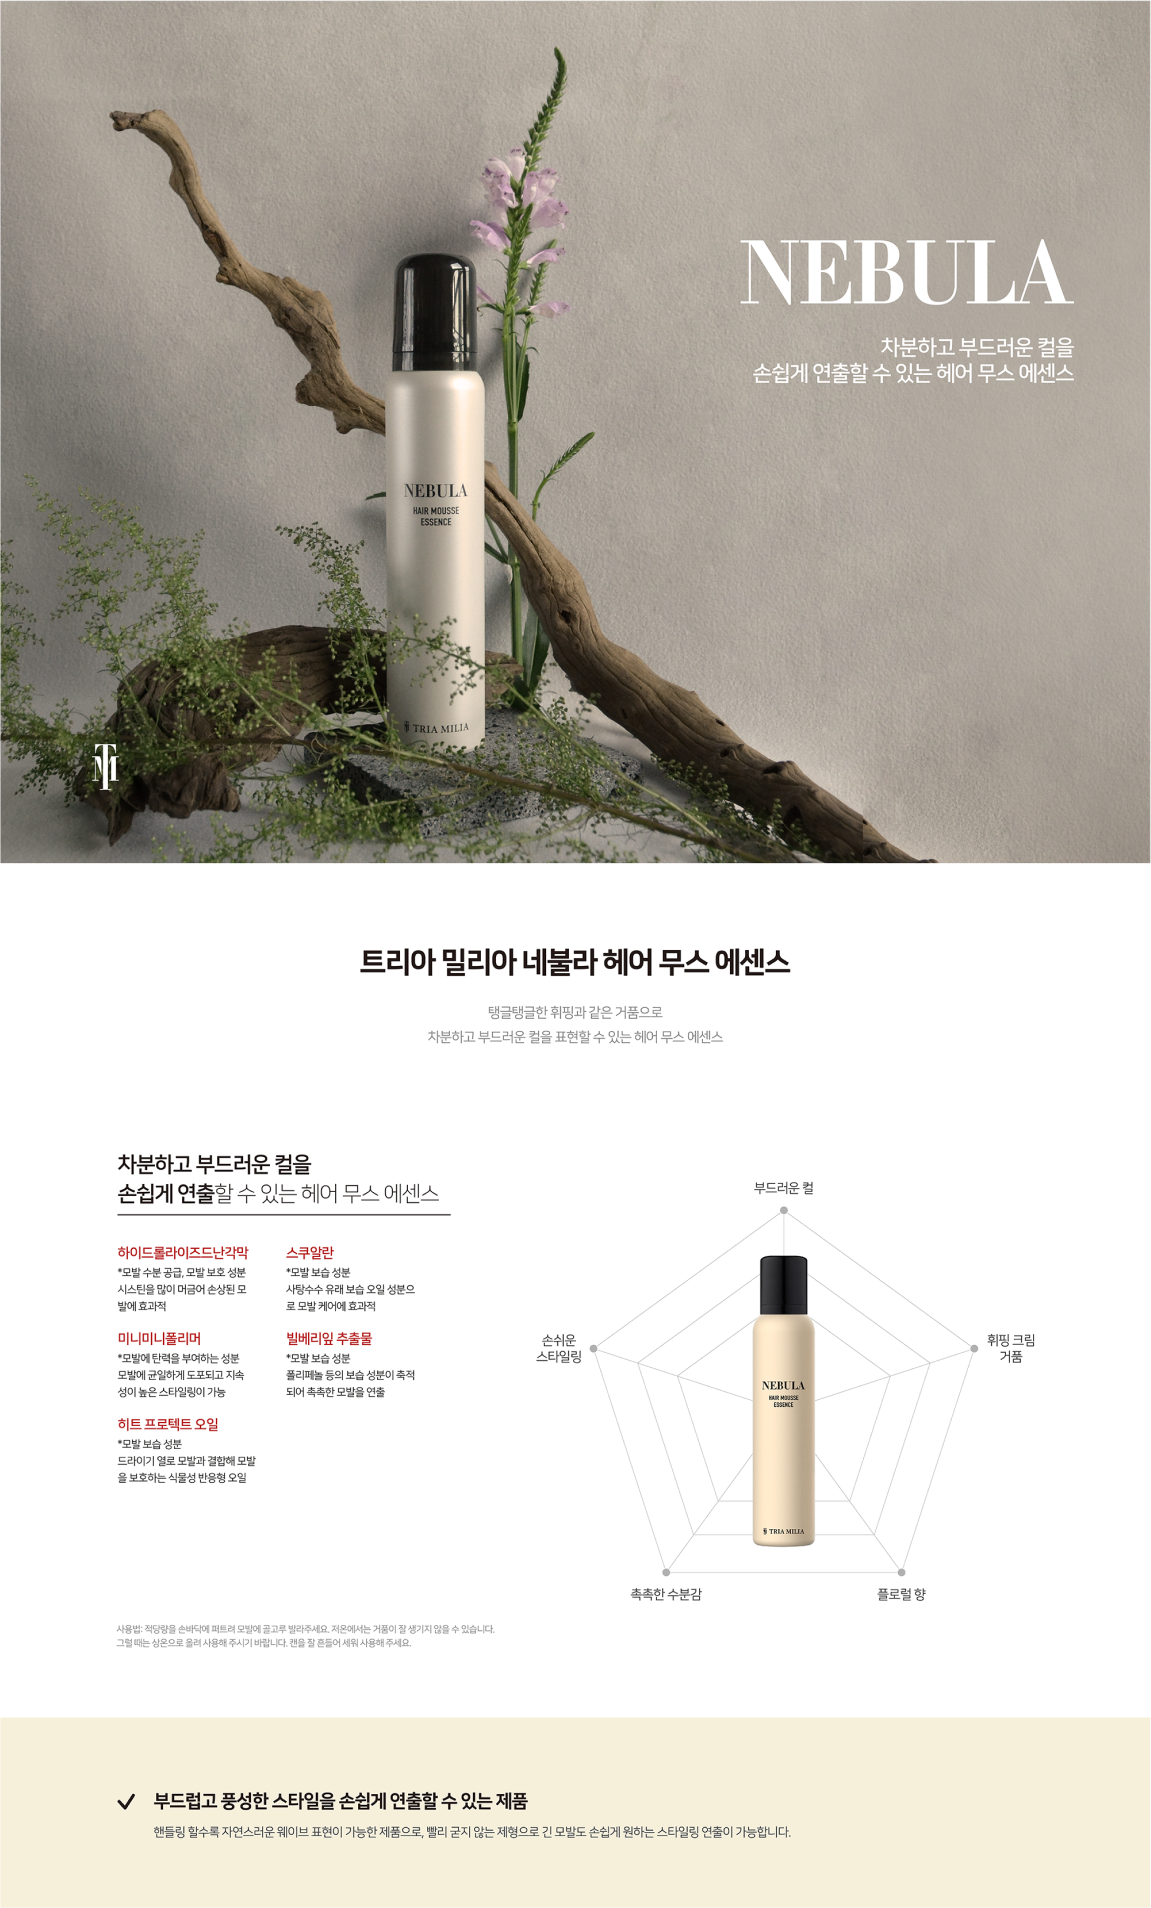 NEBULA
차분하고 부드러운 컬을
손쉽게 연출할 수 있는 헤어 무스 에센스
NEBULA
HAIR MOUSSE
ESSENCE
TRIA MILIA
트리아 밀리아 네불라 헤어 무스 에센스
탱글탱글한 휘핑과 같은 거품으로
차분하고 부드러운 컬을 표현할 수 있는 헤어 무스 에센스
차분하고 부드러운 컬을
손쉽게 연출할 수 있는 헤어 무스 에센스
하이드롤라이즈드난각막
*모발 수분 공급, 모발 보호 성분
시스틴을 많이 머금어 손상된 모
발에 효과적
스쿠알란
*모발 보습 성분
사탕수수 유래 보습 오일 성분으
로 모발 케어에 효과적
미니미니폴리머
*모발에 탄력을 부여하는 성분
모발에 균일하게 도포되고 지속
성이 높은 스타일링이 가능
빌베리잎 추출물
*모발 보습 성분
폴리페놀 등의 보습 성분이 축적
되어 촉촉한 모발을 연출
히트 프로텍트 오일
*모발 보습 성분
드라이기 열로 모발과 결합해 모발
을 보호하는 식물성 반응형 오일
부드러운 컬
손쉬운
스타일링
휘핑 크림
거품
NEBULA
HAIR MOUSSE
ESSENCE
TRIA MILIA
촉촉한 수분감
플로럴 향
사용법: 적당량을 손바닥에 펴트려 모발에 골고루 발라주세요. 저온에서는 거품이 잘 생기지 않을 수 있습니다.
그럴 때는 상온으로 올려 사용해 주시기 바랍니다. 캔을 잘 흔들어 세워 사용해 주세요.
부드럽고 풍성한 스타일을 손쉽게 연출할 수 있는 제품
핸들링 할수록 자연스러운 웨이브 표현이 가능한 제품으로, 빨리 굳지 않는 제형으로 긴 모발도 손쉽게 원하는 스타일링 연출이 가능합니다.